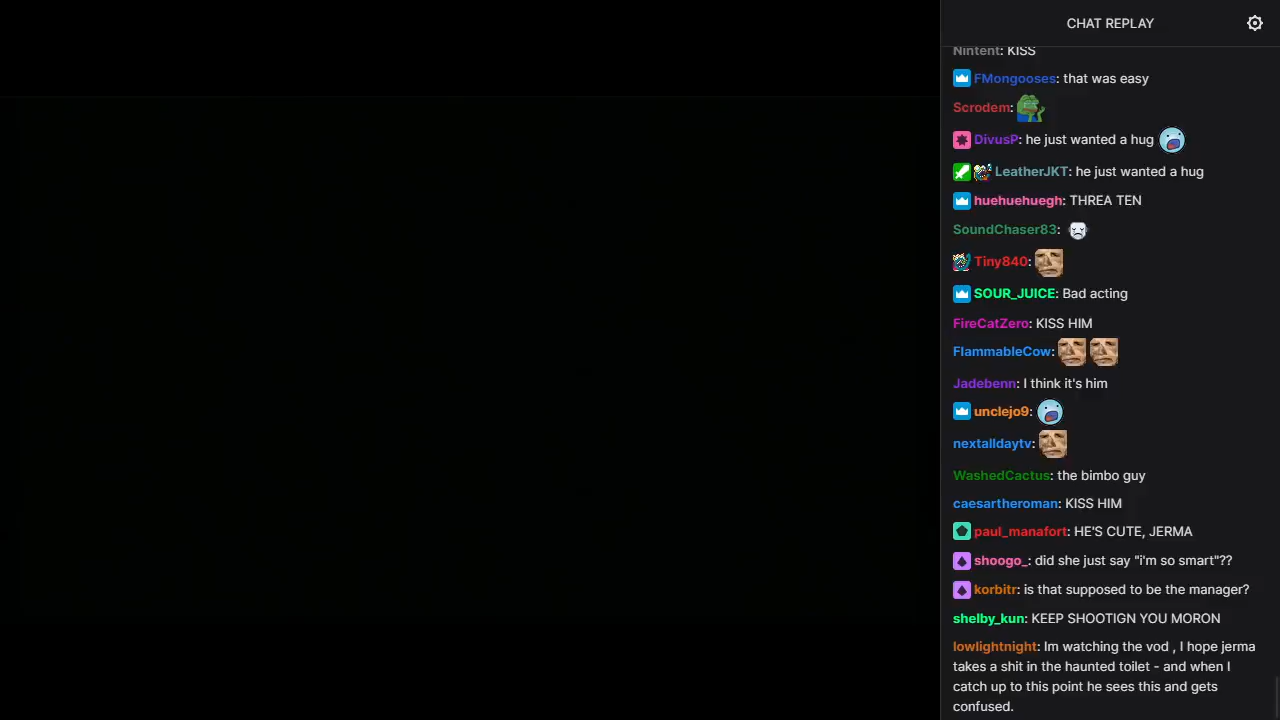 CHAT REPLAY
Nintent: KISS
FMongooses: that was easy
Scrodem:
DivusP: he just wanted a hug
LeatherJKT: he just wanted a hug
huehuehuegh: THREA TEN
SoundChaser83:
Tiny840:
SOUR_JUICE: Bad acting
FireCatZero: KISS HIM
FlammableCow:
Jadebenn: I think it's him
unclejo9:
nextalldaytv:
WashedCactus: the bimbo guy
caesartheroman: KISS HIM
paul_manafort: HE'S CUTE, JERMA
shoogo_: did she just say "i'm so smart"??
korbitr: is that supposed to be the manager?
shelby_kun: KEEP SHOOTIGN YOU MORON
lowlightnight: Im watching the vod , I hope jerma
takes a shit in the haunted toilet - and when I
catch up to this point he sees this and gets
confused.